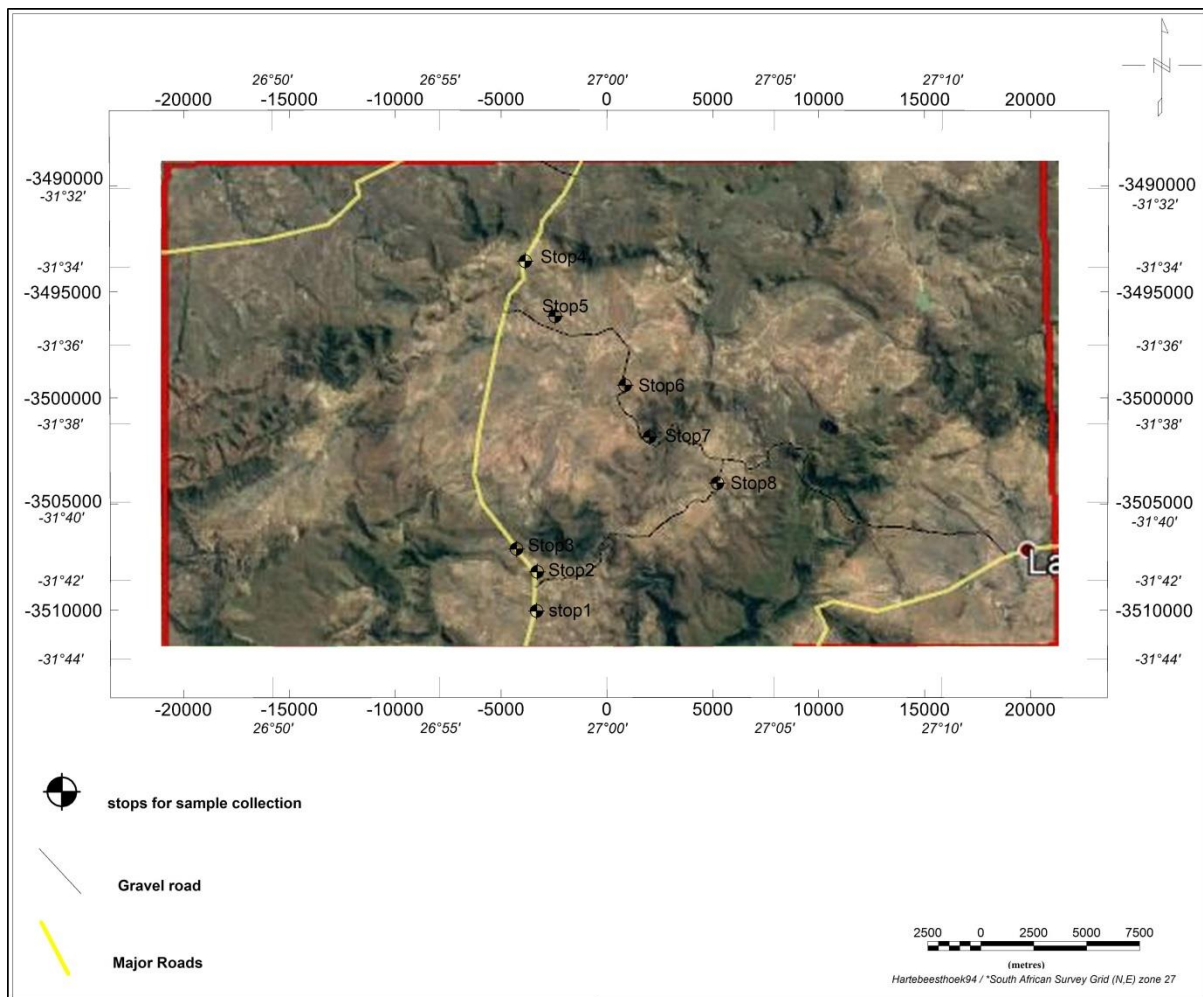 26°50' 26°55' 27°00' 27°05' 27°10'
-20000 -15000 -10000 -5000 0 5000 10000 15000 20000
N
-3490000 -3490000
-31°32' -31°32'
Stop4
-31°34' -31°34'
-3495000 -3495000
Stop5
-31°36' -31°36'
Stop6
-3500000 -3500000
-31°38' -31°38'
Stop7
Stop8
-3505000 -3505000
-31°40' -31°40'
Stop3
La
Stop2
-31°42' -31°42'
stop1
-3510000 -3510000
-31°44' -31°44'
-20000 -15000 -10000 -5000 0 5000 10000 15000 20000
26°50' 26°55' 27°00' 27°05' 27°10'
stops for sample collection
Gravel road
Major Roads
2500 0 2500 5000 7500
(metres)
Hartebeesthoek94 / *South African Survey Grid (N,E) zone 27